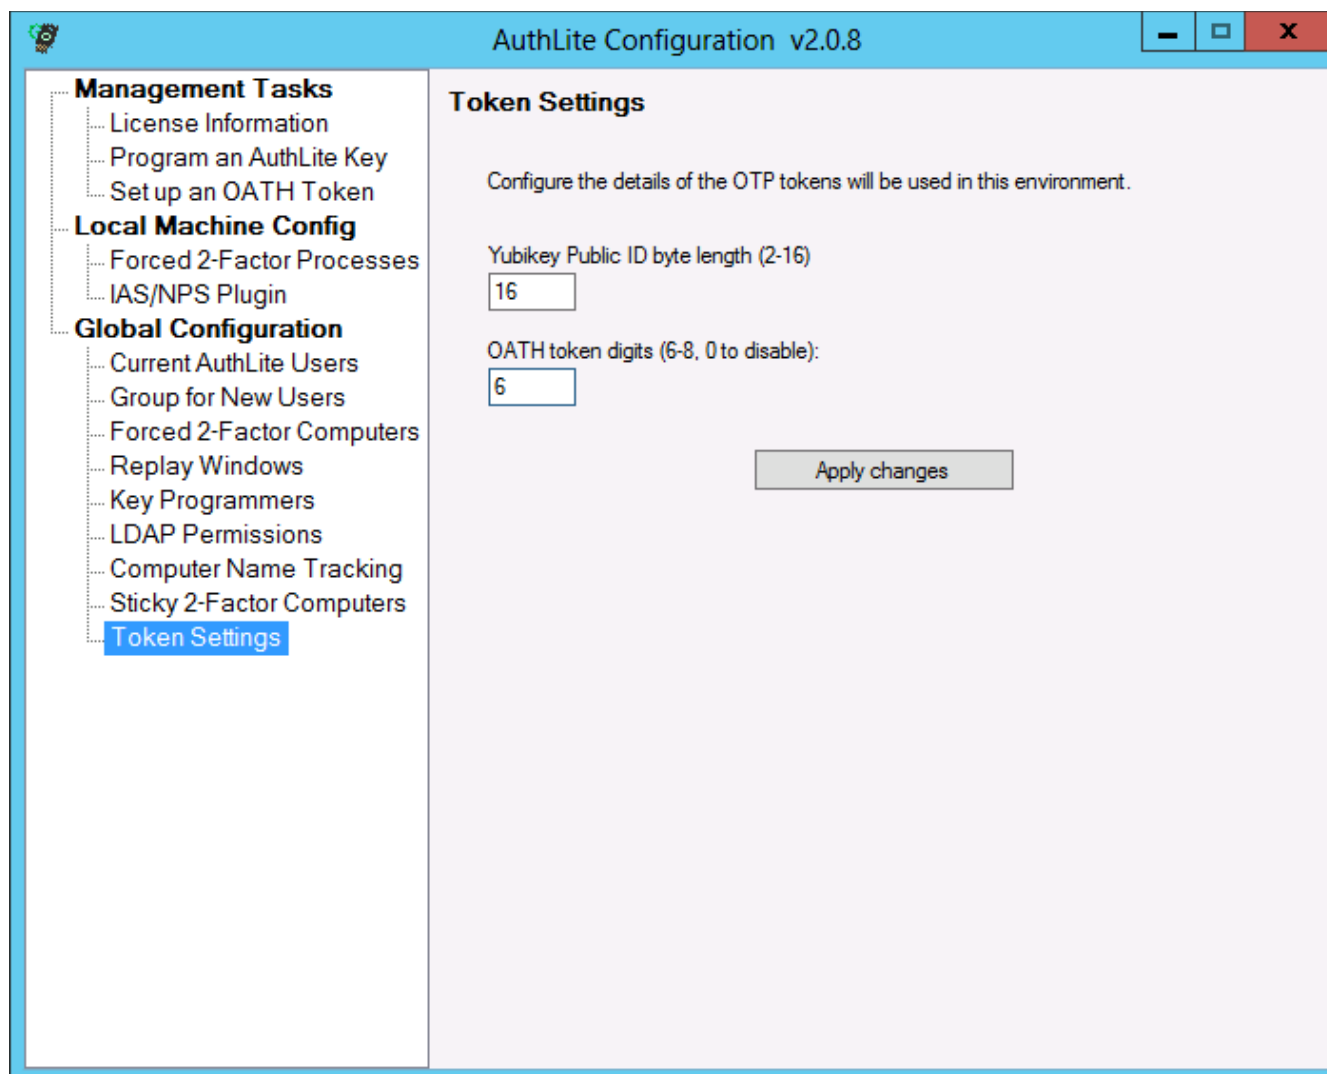 AuthLite Configuration v2.0.8
Management Tasks
License Information
Program an AuthLite Key
Set up an OATH Token
Local Machine Config
Forced 2-Factor Processes
IAS/NPS Plugin
Global Configuration
Current AuthLite Users
Group for New Users
Forced 2-Factor Computers
Replay Windows
Key Programmers
LDAP Permissions
Computer Name Tracking
Sticky 2-Factor Computers
Token Settings
Token Settings
Configure the details of the OTP tokens will be used in this environment.
Yubikey Public ID byte length (2-16)
16
OATH token digits (6-8, 0 to disable):
6
Apply changes